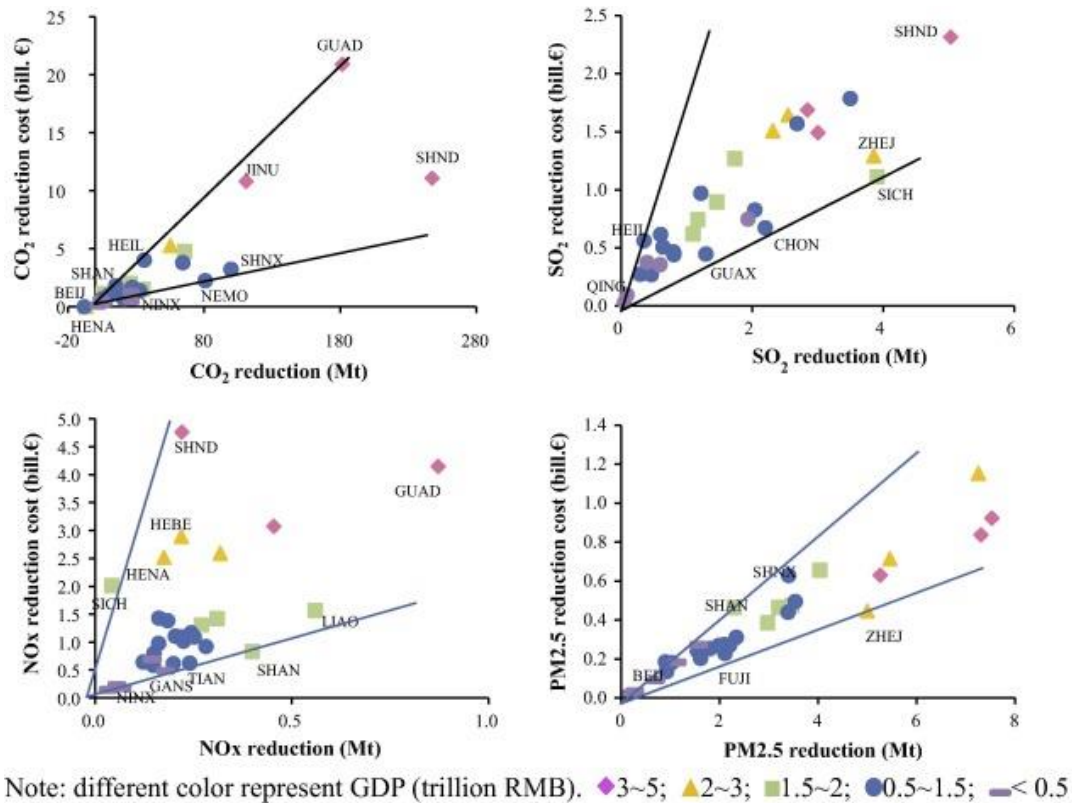 CO2 reduction cost (bill. €)
25
20
15
10
5
0
-20
80
180
280
CO2 reduction (Mt)
GUAD
JINU
SHND
HEIL
SHAN
SHNX
BEIJ
NINX
NEMO
HENA
SO2 reduction cost (bill. €)
2.5
2.0
1.5
1.0
0.5
0.0
0
2
4
6
SO2 reduction (Mt)
SHND
ZHEJ
SICH
HEIL
CHON
GUAX
QING
NOx reduction cost (bill.€)
5.0
4.5
4.0
3.5
3.0
2.5
2.0
1.5
1.0
0.5
0.0
0.0
0.5
1.0
NOx reduction (Mt)
SHND
GUAD
HEBE
HENA
SICH
LIAO
SHAN
TIAN
GANS
NINX
PM2.5 reduction cost (bill.€)
1.4
1.2
1.0
0.8
0.6
0.4
0.2
0.0
0
2
4
6
8
PM2.5 reduction (Mt)
SHNX
SHAN
ZHEJ
BEIJ
FUJI
Note: different color represent GDP (trillion RMB). 3~5; 2~3; 1.5~2; 0.5~1.5; < 0.5